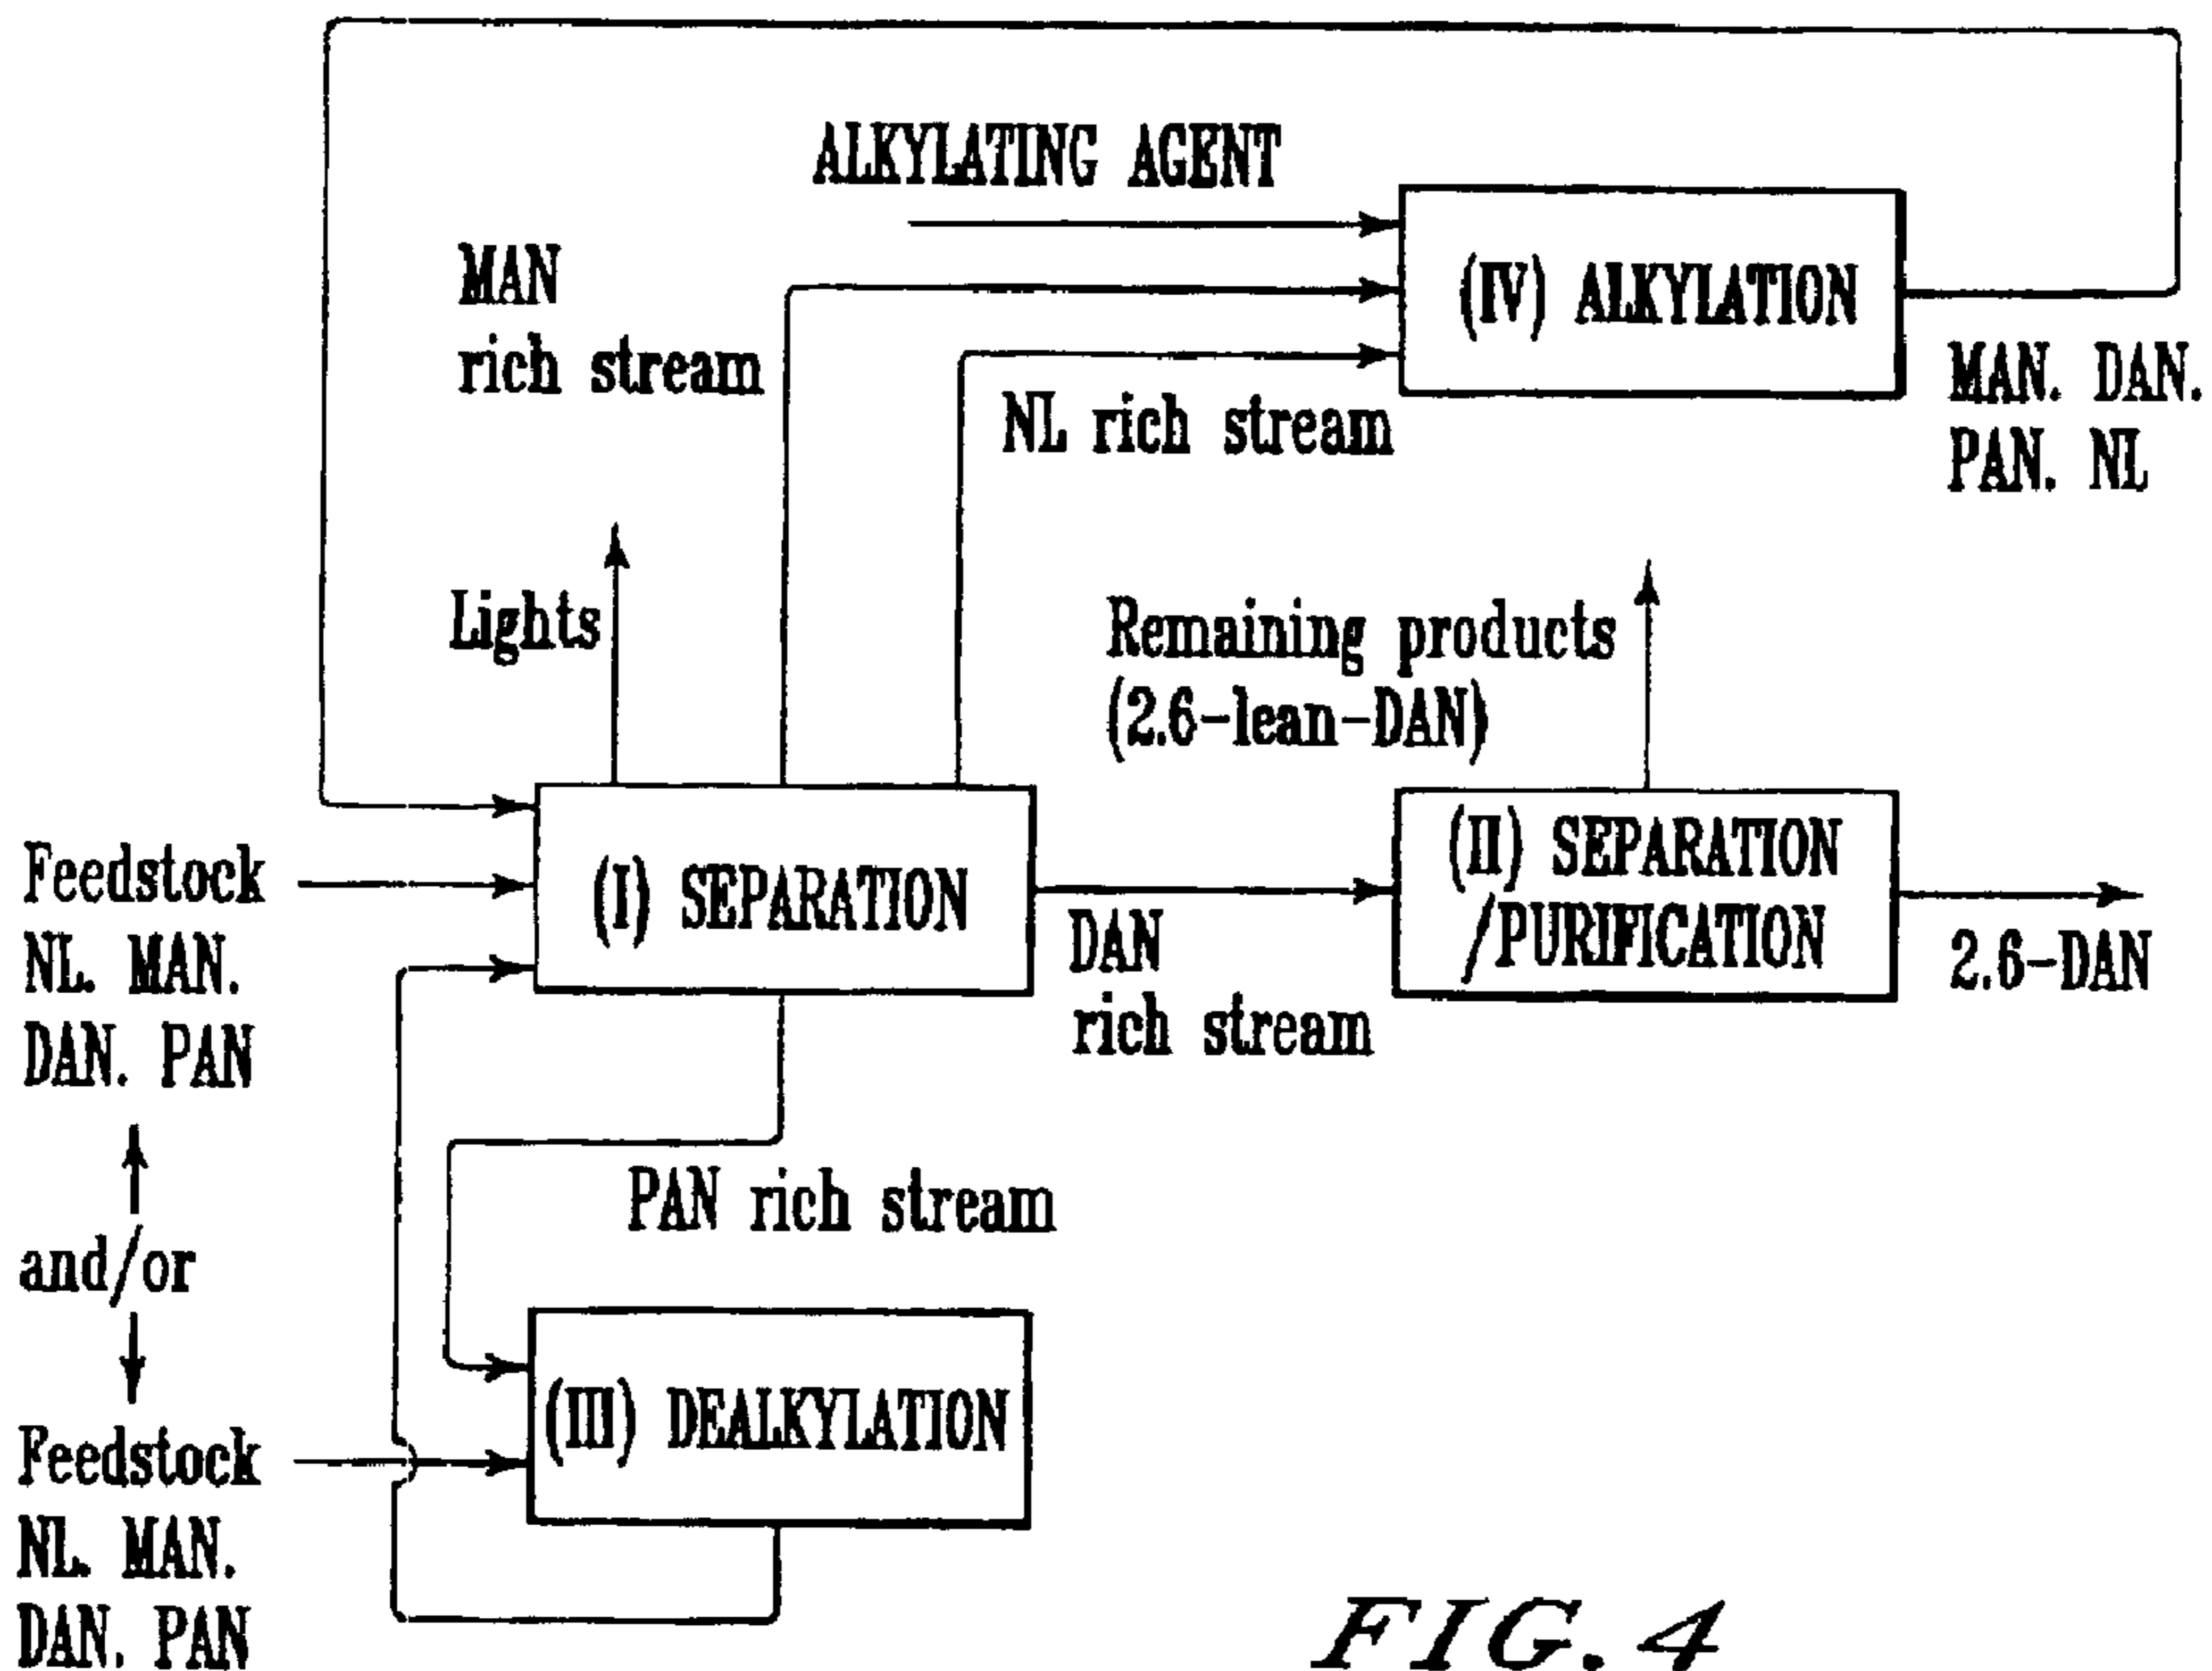 ALKYLATING AGENT
MAN
rich stream
(IV) ALKYLATION
NL rich stream
MAN. DAN.
PAN. NL
Lights
Remaining products
(2.6-lean-DAN)
Feedstock
NL. MAN.
DAN. PAN
(I) SEPARATION
DAN
rich stream
(II) SEPARATION
/PURIFICATION
2.6-DAN
PAN rich stream
and/or
(III) DEALKYLATION
Feedstock
NL. MAN.
DAN. PAN
FIG. 4